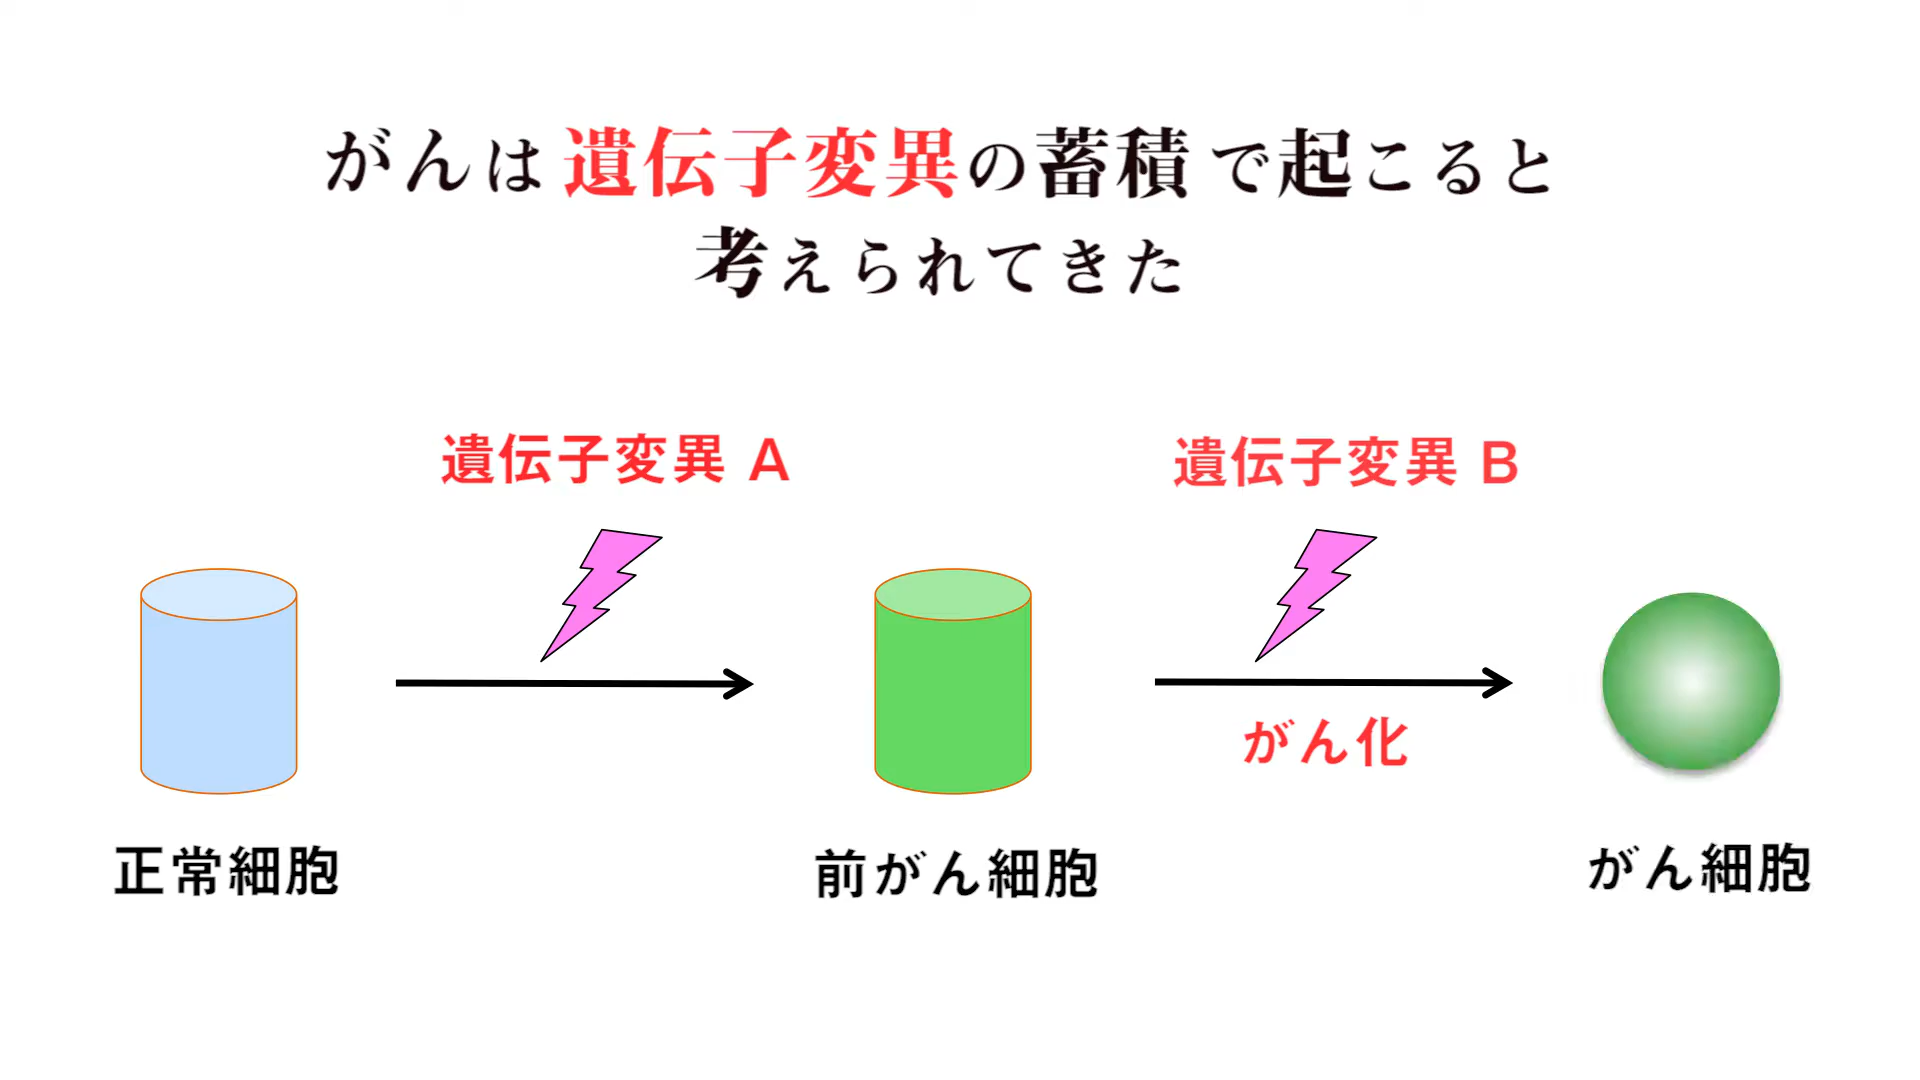 がんは遺伝子変異の蓄積で起こると
考えられてきた
遺伝子変異 A
遺伝子変異 B
がん化
正常細胞
前がん細胞
がん細胞